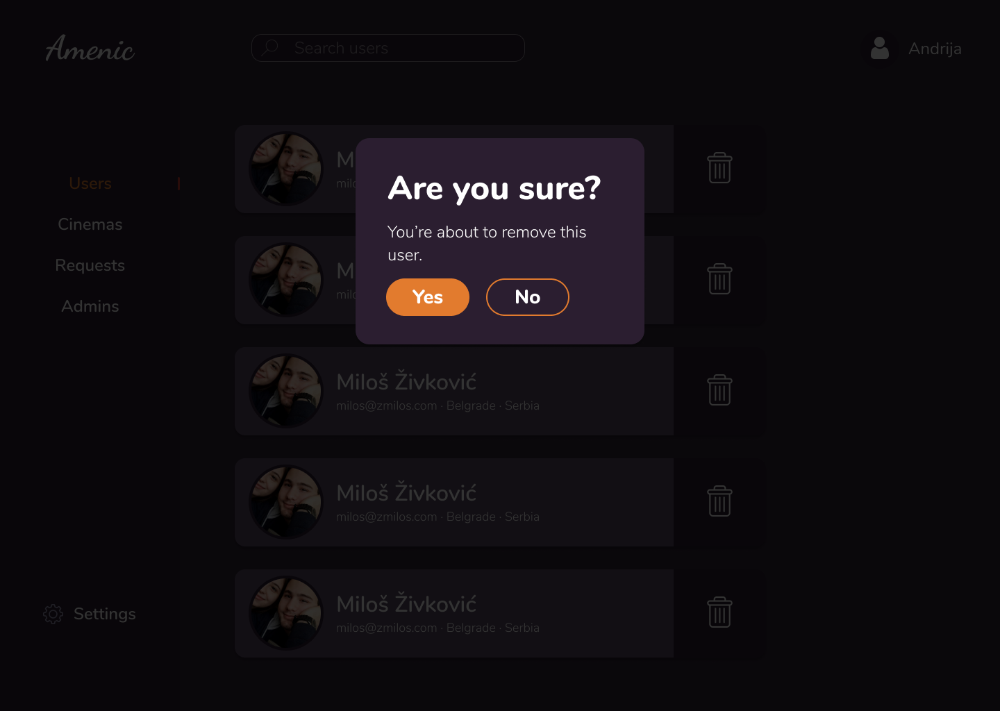 Amenic
Search users
Andrija
Users
Cinemas
Requests
Admins
Settings
Are you sure?
You’re about to remove this
user.
Yes
No
Miloš Živković
milos@zmilos.com · Belgrade · Serbia
Miloš Živković
milos@zmilos.com · Belgrade · Serbia
Miloš Živković
milos@zmilos.com · Belgrade · Serbia